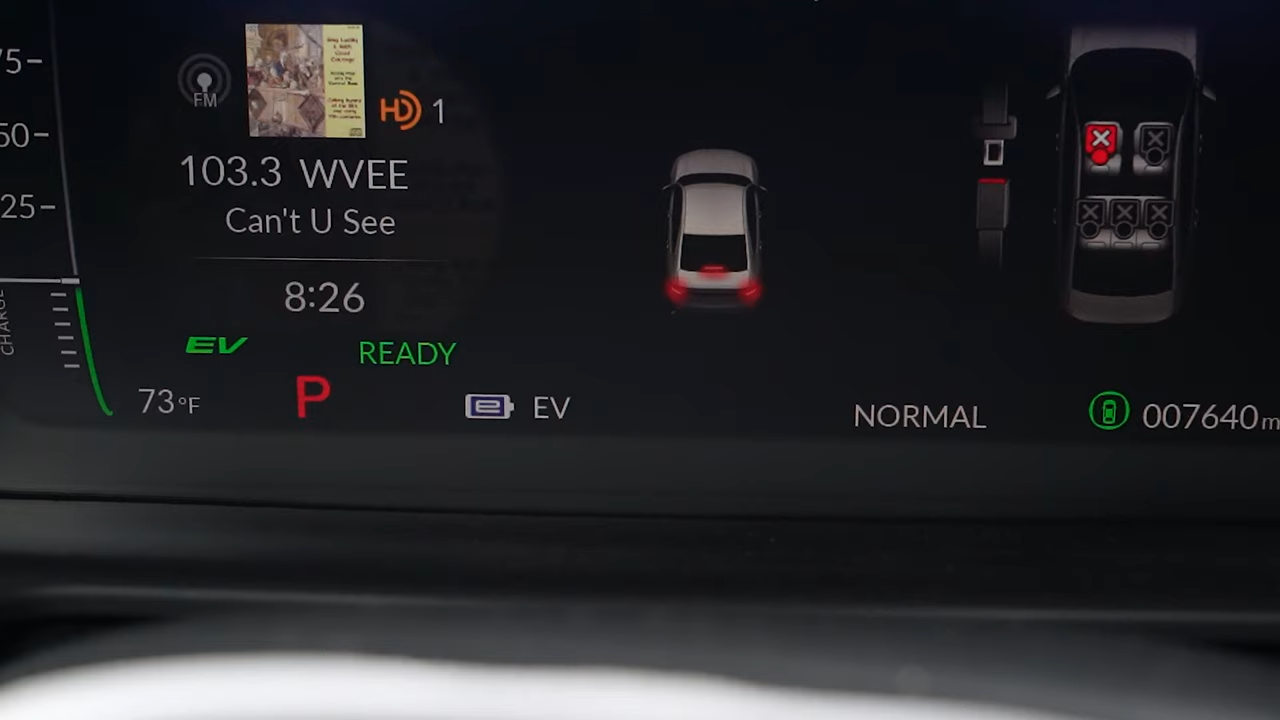 75
FM
HD 1
50
103.3 WVEE
25
Can't U See
8:26
CHARGE
EV
READY
73°F
P
e EV
NORMAL
007640